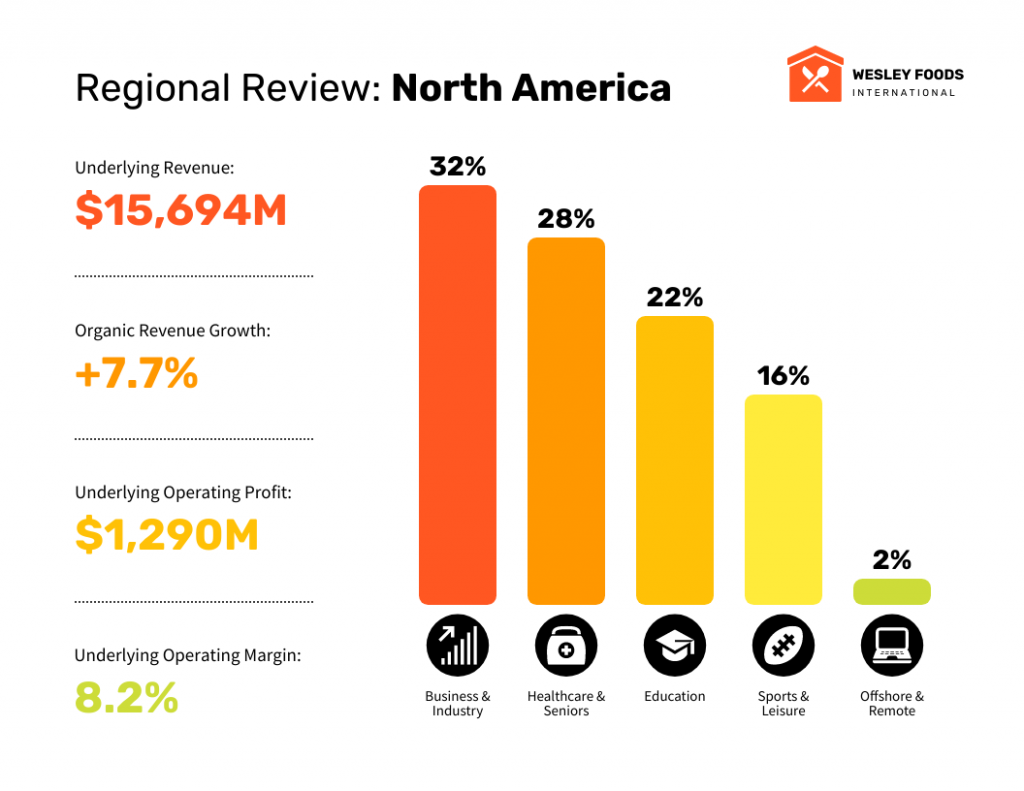 Regional Review: North America
WESLEY FOODS
INTERNATIONAL
Underlying Revenue:
$15,694M
Organic Revenue Growth:
+7.7%
Underlying Operating Profit:
$1,290M
Underlying Operating Margin:
8.2%
32%
28%
22%
16%
2%
Business &
Industry
Healthcare &
Seniors
Education
Sports &
Leisure
Offshore &
Remote